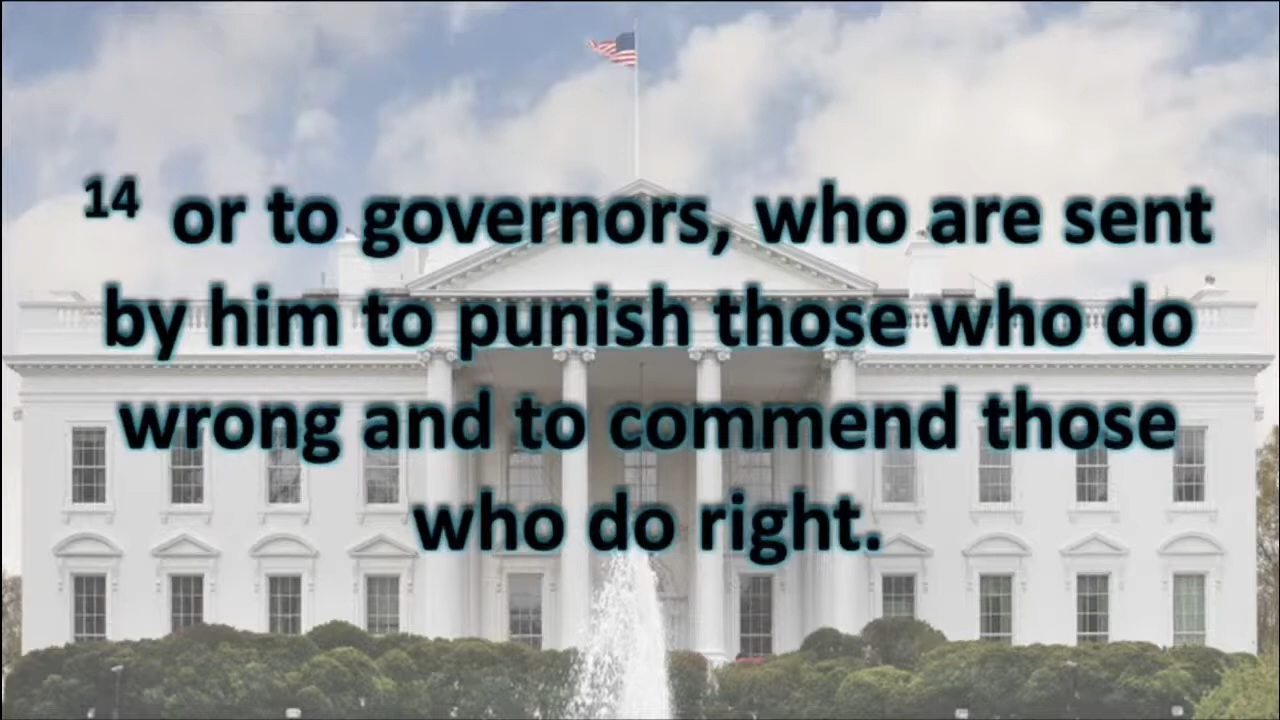 14 or to governors, who are sent
by him to punish those who do
wrong and to commend those
who do right.